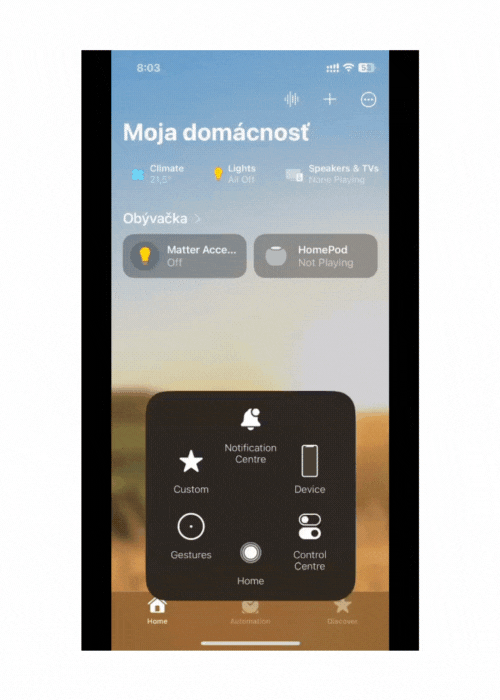 8:03
53
Moja domácnosť
Climate
21,5°
Lights
All Off
Speakers & TVs
None Playing
Obývačka
Matter Acce...
Off
HomePod
Not Playing
Notification
Centre
Custom
Device
Gestures
Control
Centre
Home
Home
Automation
Discover